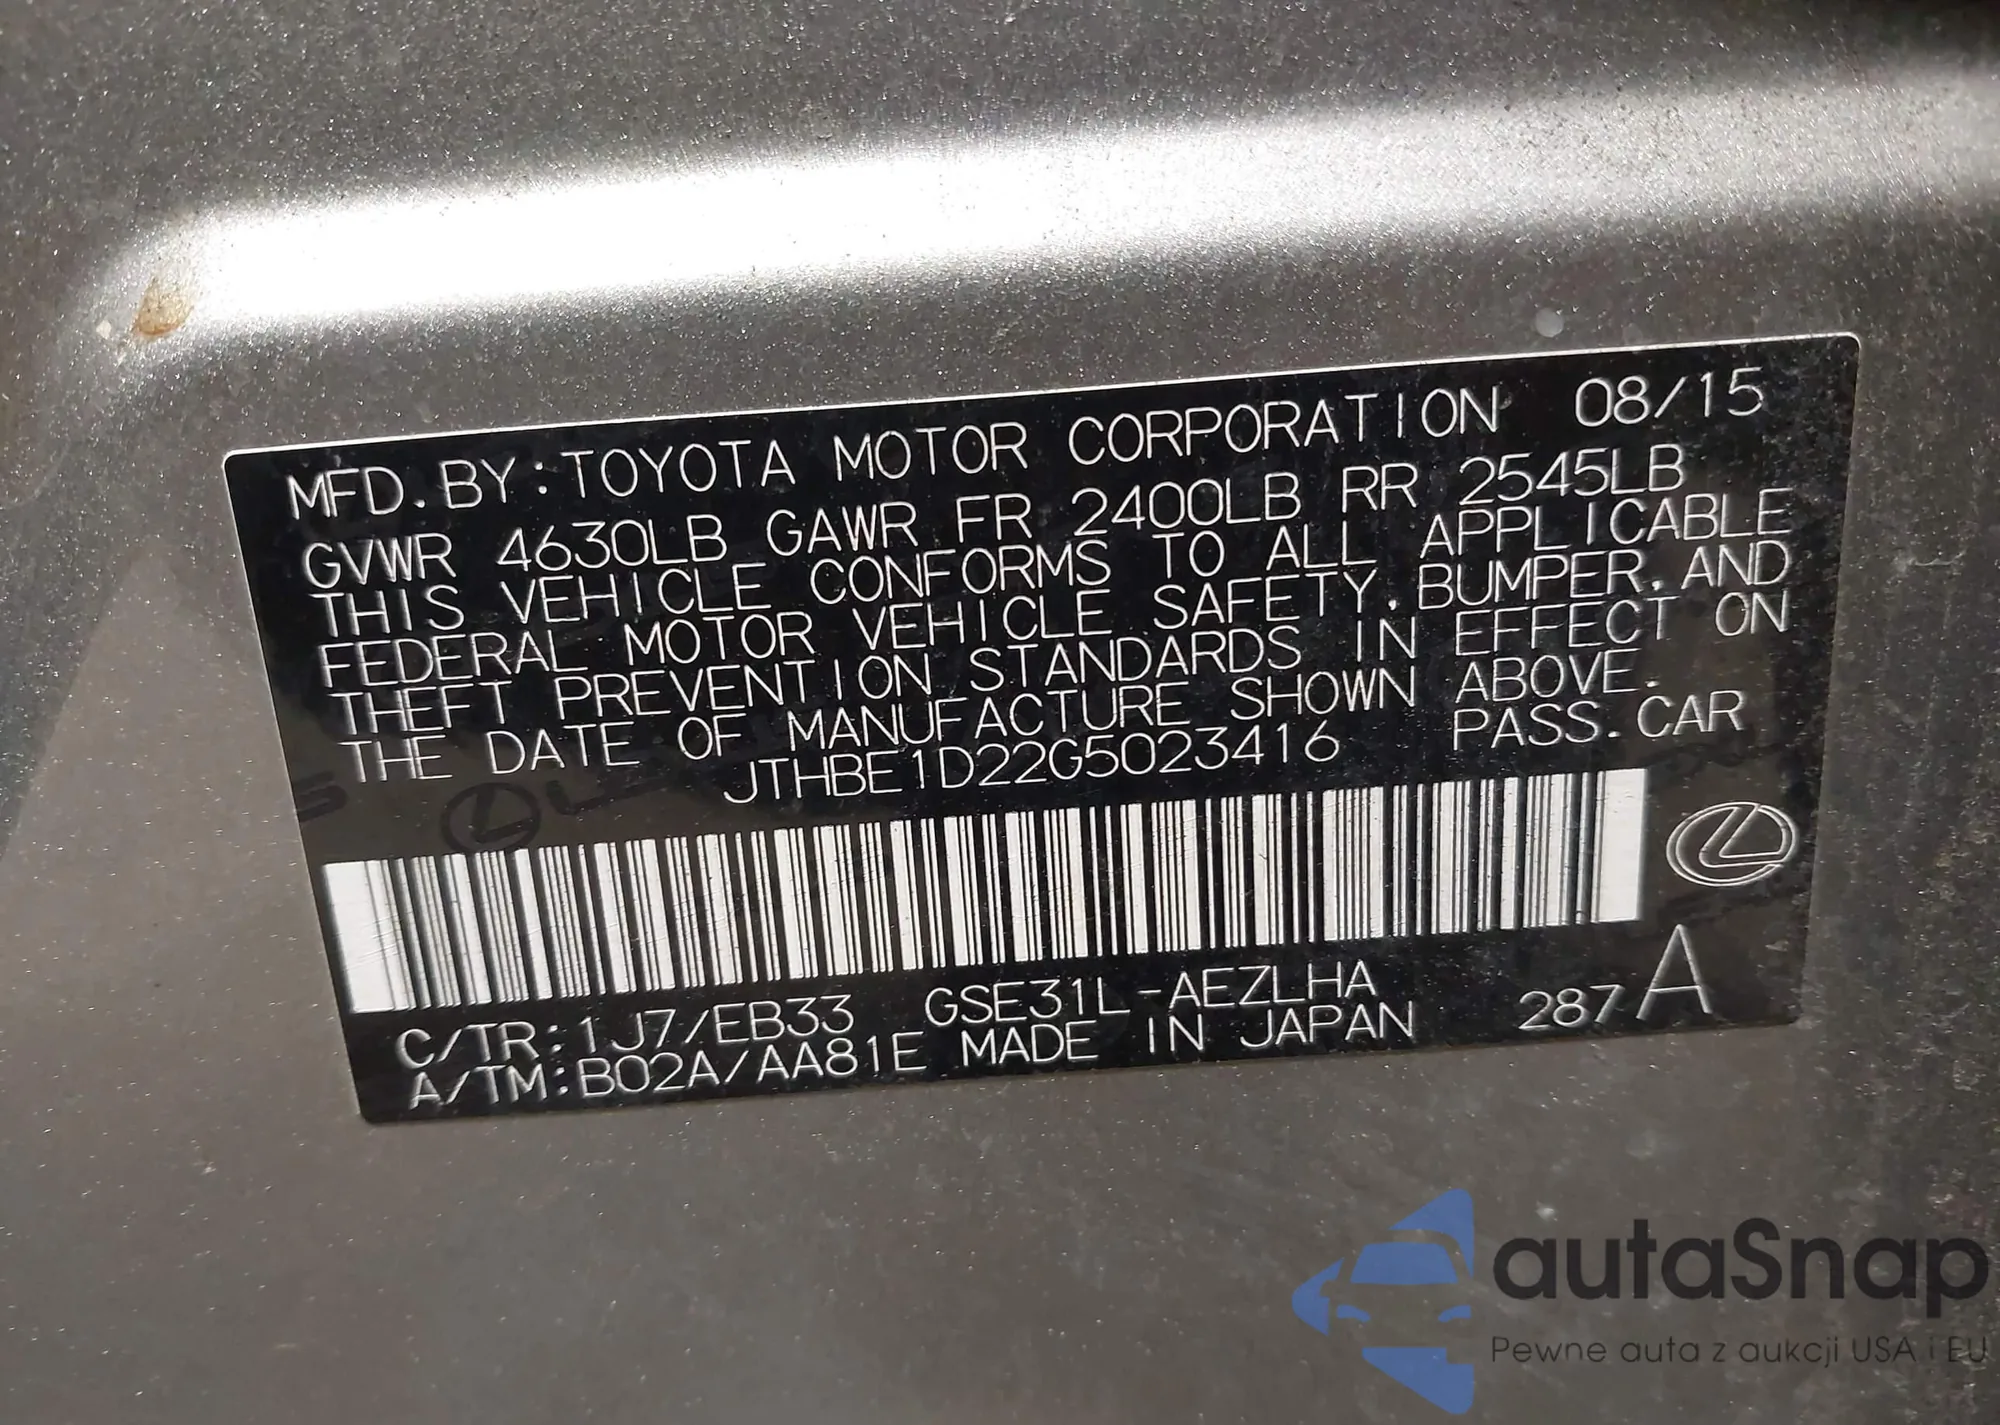 MFD. BY: TOYOTA MOTOR CORPORATION 08/15
GVWR 4630LB GAWR FR 2400LB RR 2545LB
THIS VEHICLE CONFORMS TO ALL APPLICABLE
FEDERAL MOTOR VEHICLE SAFETY, BUMPER, AND
THEFT PREVENTION STANDARDS IN EFFECT ON
THE DATE OF MANUFACTURE SHOWN ABOVE.
JTHBE1D22G5023416 PASS. CAR
C/TR: 1J7/EB33 GSE31L-AEZLHA
A/TM: B02A/AA81E MADE IN JAPAN 287 A
autaSnap
Pewne auta z aukcji USA i EU